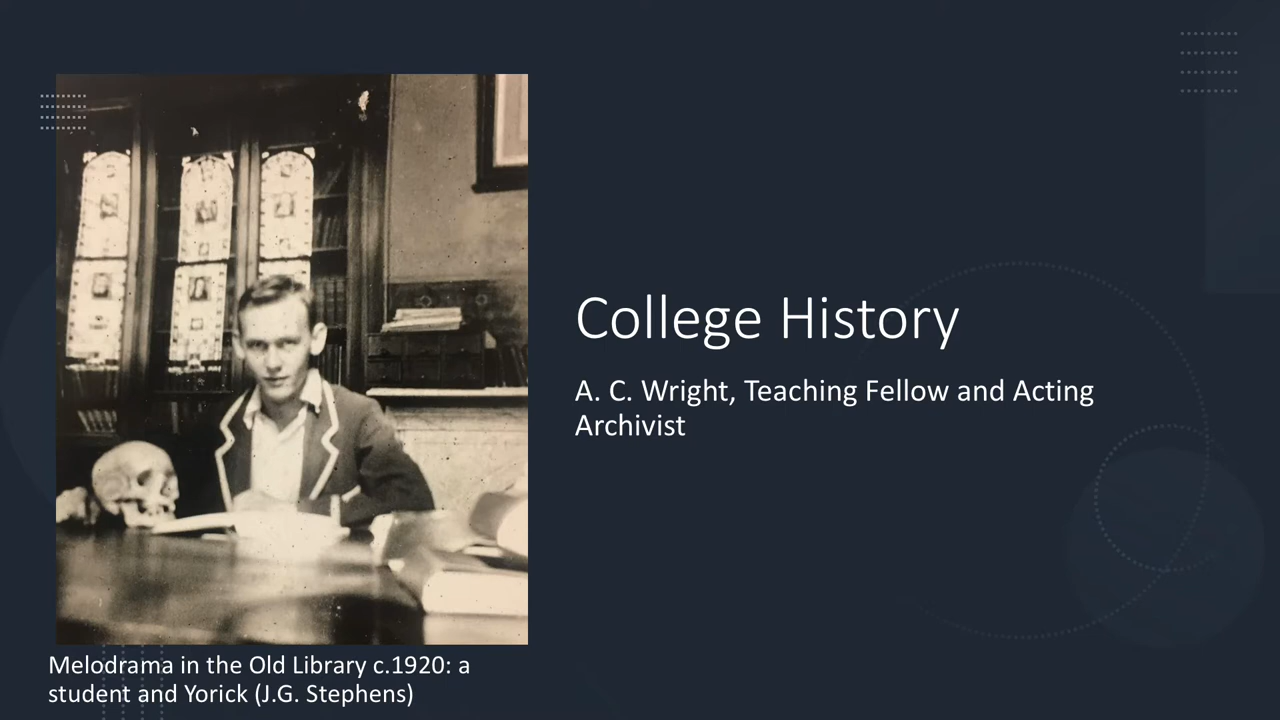 College History
A. C. Wright, Teaching Fellow and Acting
Archivist
Melodrama in the Old Library c.1920: a
student and Yorick (J.G. Stephens)